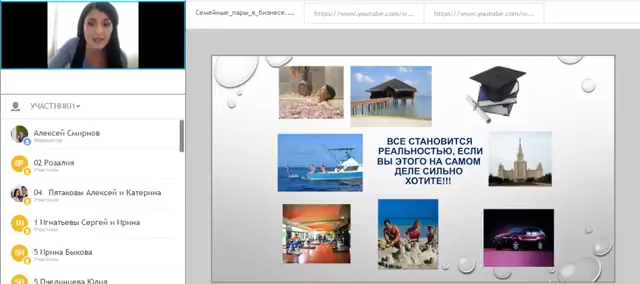 Семейные_пары_в_бизнесе....
https://www.youtube.com/w...
https://www.youtube.com/w...
УЧАСТНИКИ
Алексей Смирнов
02 Розалия
Участник
04 Пятаковы Алексей и Катерина
Участник
1 Игнатьевы Сергей и Ирина
Участник
5 Ирина Быкова
Участник
5 Пчелинцева Юлия
ВСЕ СТАНОВИТСЯ
РЕАЛЬНОСТЬЮ, ЕСЛИ
ВЫ ЭТОГО НА САМОМ
ДЕЛЕ СИЛЬНО
ХОТИТЕ!!!